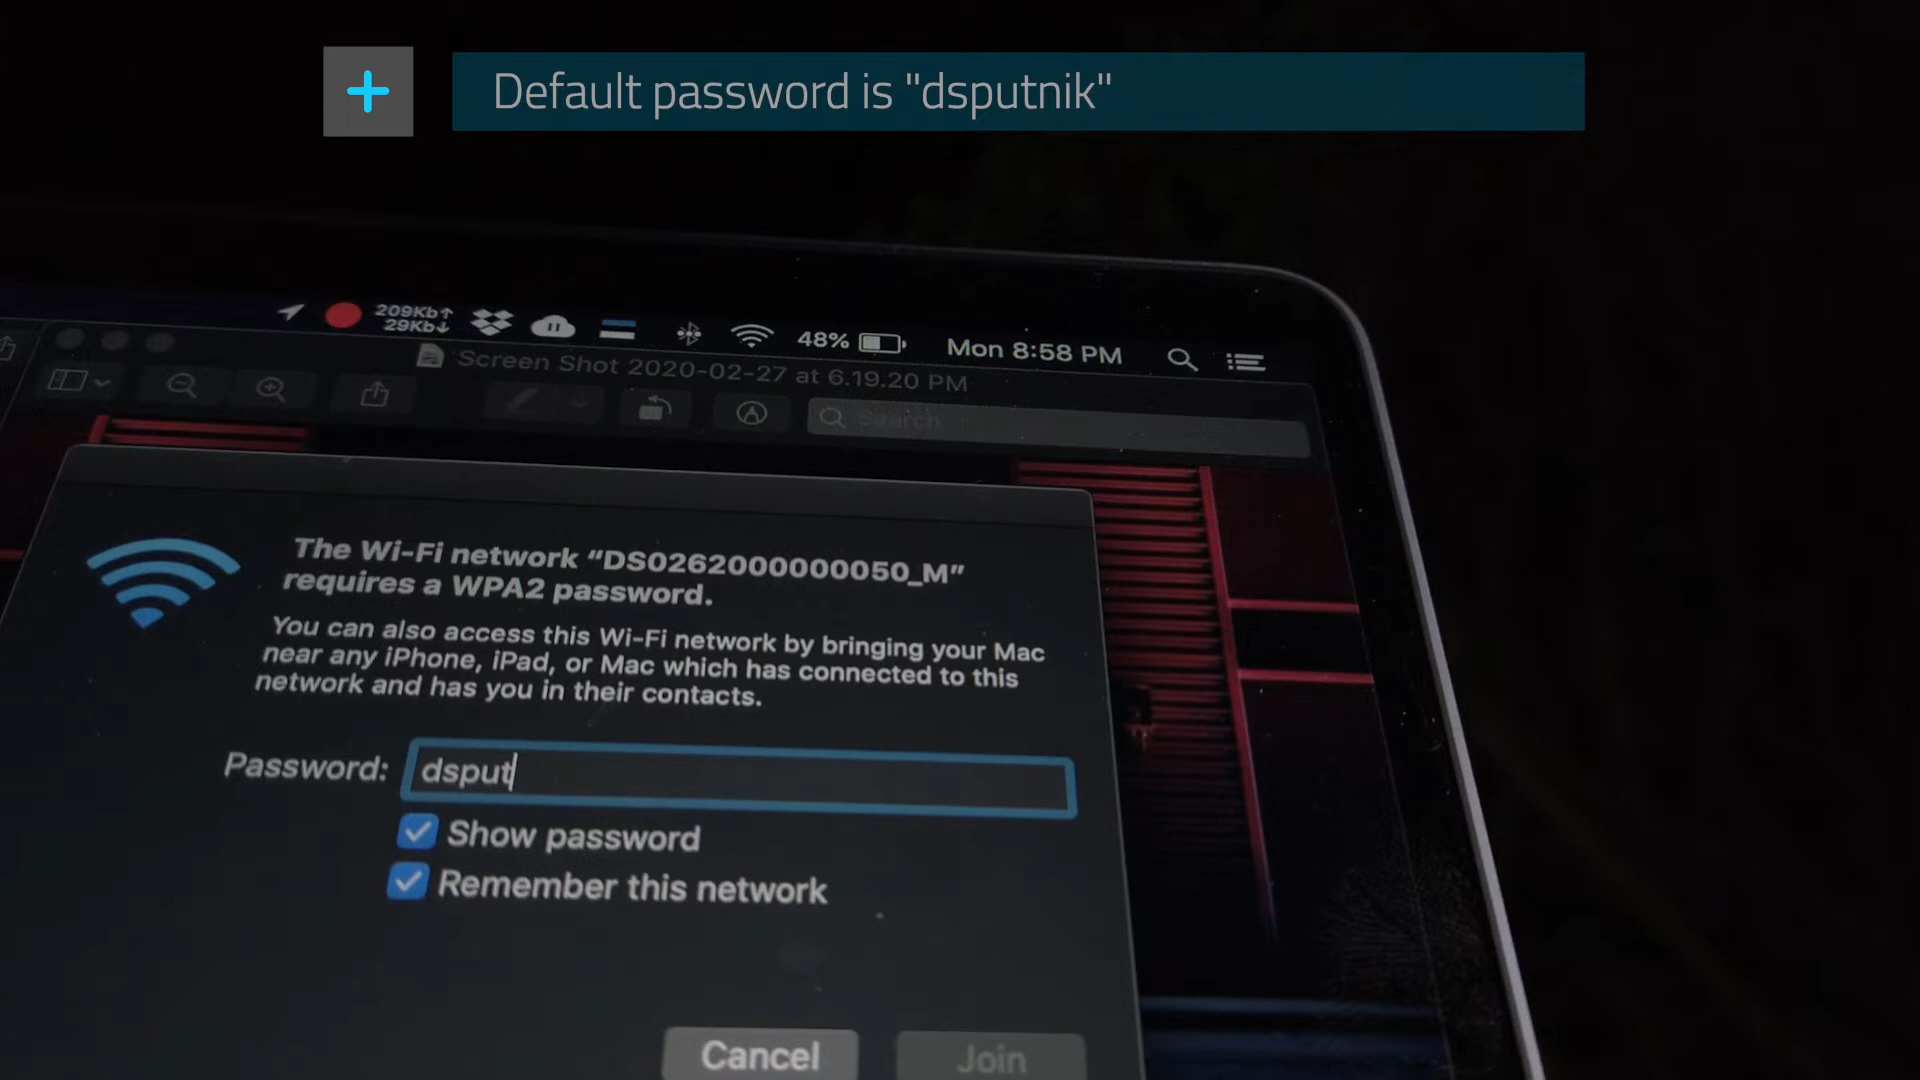 Default password is "dsputnik"
209Kb↑
29Kb↓
48%
Mon 8:58 PM
Screen Shot 2020-02-27 at 6.19.20 PM
Search
The Wi-Fi network “DS0262000000050_M”
requires a WPA2 password.
You can also access this Wi-Fi network by bringing your Mac
near any iPhone, iPad, or Mac which has connected to this
network and has you in their contacts.
Password: dsput
Show password
Remember this network
Cancel
Join